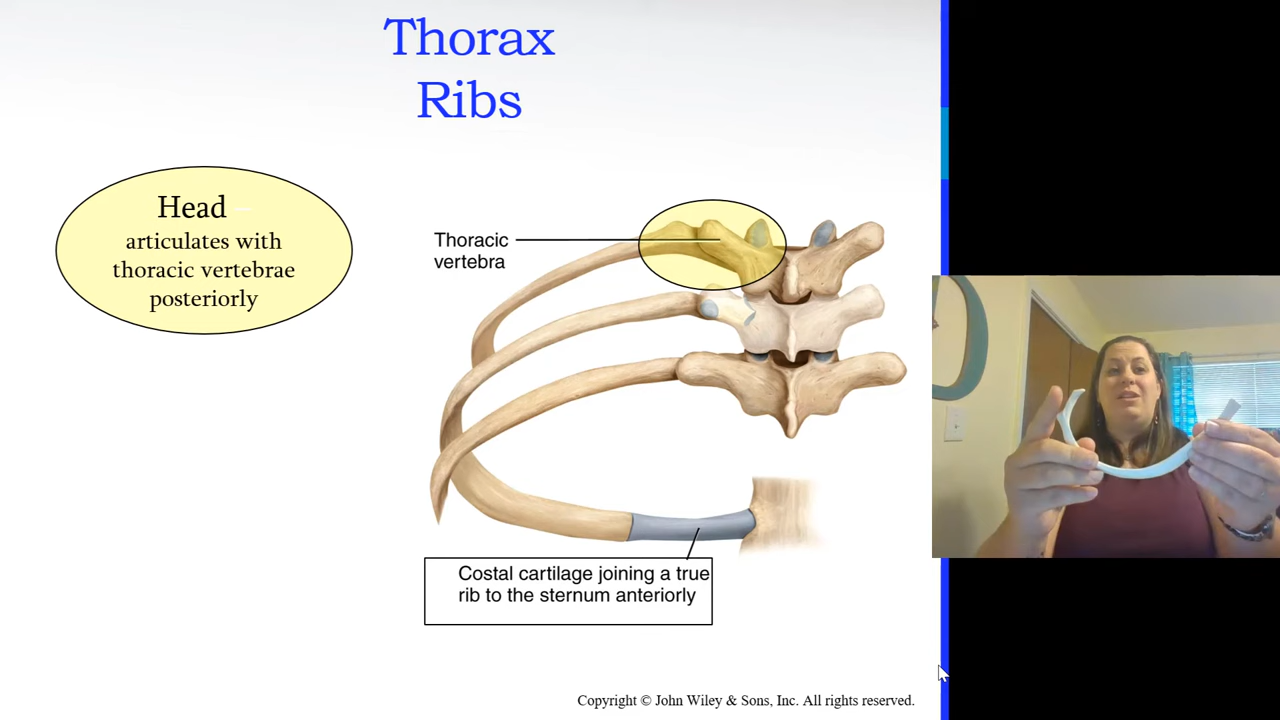 Thorax
Ribs
Head –
articulates with
thoracic vertebrae
posteriorly
Thoracic
vertebra
Costal cartilage joining a true
rib to the sternum anteriorly
Copyright © John Wiley & Sons, Inc. All rights reserved.